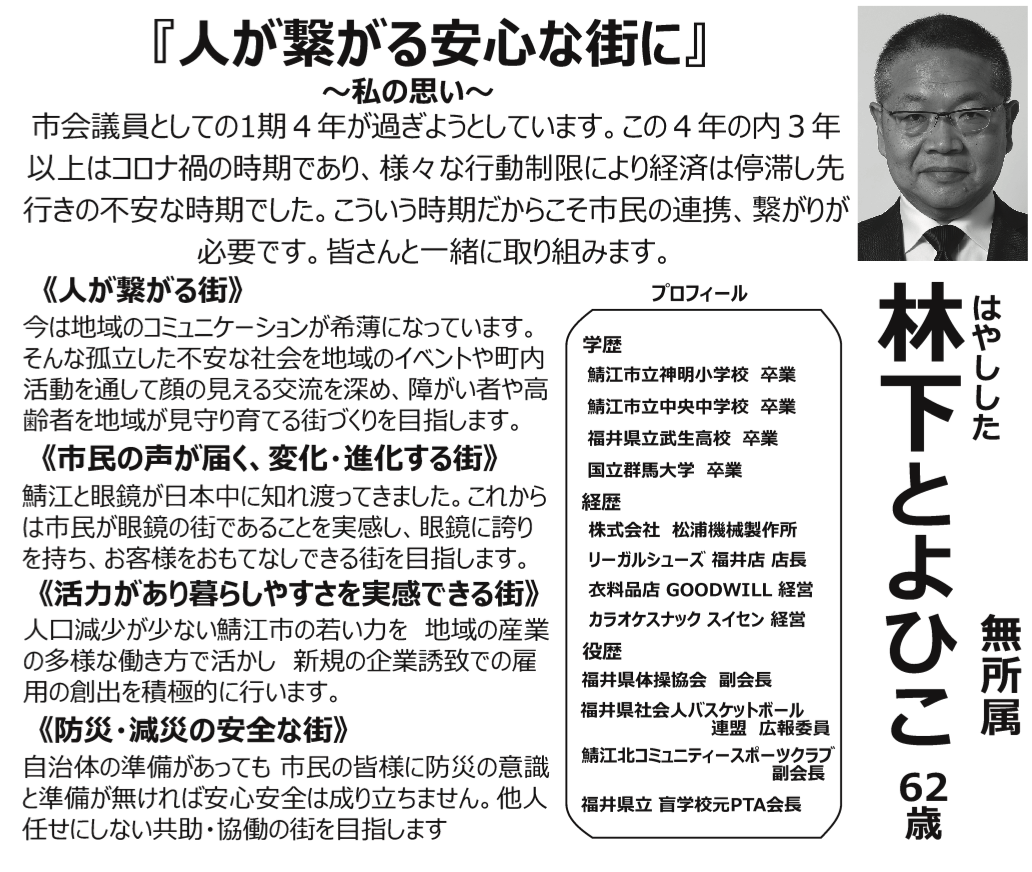 『人が繋がる安心な街に』
～私の思い～
市会議員としての1期４年が過ぎようとしています。この４年の内３年
以上はコロナ禍の時期であり、様々な行動制限により経済は停滞し先
行きの不安な時期でした。こういう時期だからこそ市民の連携、繋がりが
必要です。皆さんと一緒に取り組みます。
《人が繋がる街》
今は地域のコミュニケーションが希薄になっています。
そんな孤立した不安な社会を地域のイベントや町内
活動を通して顔の見える交流を深め、障がい者や高
齢者を地域が見守り育てる街づくりを目指します。
《市民の声が届く、変化・進化する街》
鯖江と眼鏡が日本中に知れ渡ってきました。これから
は市民が眼鏡の街であることを実感し、眼鏡に誇り
を持ち、お客様をおもてなしできる街を目指します。
《活力があり暮らしやすさを実感できる街》
人口減少が少ない鯖江市の若い力を　地域の産業
の多様な働き方で活かし　新規の企業誘致での雇
用の創出を積極的に行います。
《防災・減災の安全な街》
自治体の準備があっても 市民の皆様に防災の意識
と準備が無ければ安心安全は成り立ちません。他人
任せにしない共助・協働の街を目指します
プロフィール
学歴
鯖江市立神明小学校　卒業
鯖江市立中央中学校　卒業
福井県立武生高校　卒業
国立群馬大学　卒業
経歴
株式会社　松浦機械製作所
リーガルシューズ 福井店 店長
衣料品店 GOODWILL 経営
カラオケスナック スイセン 経営
役歴
福井県体操協会　副会長
福井県社会人バスケットボール
連盟　広報委員
鯖江北コミュニティースポーツクラブ
副会長
福井県立 盲学校元PTA会長
はやしした
林下とよひこ
無所属
62
歳